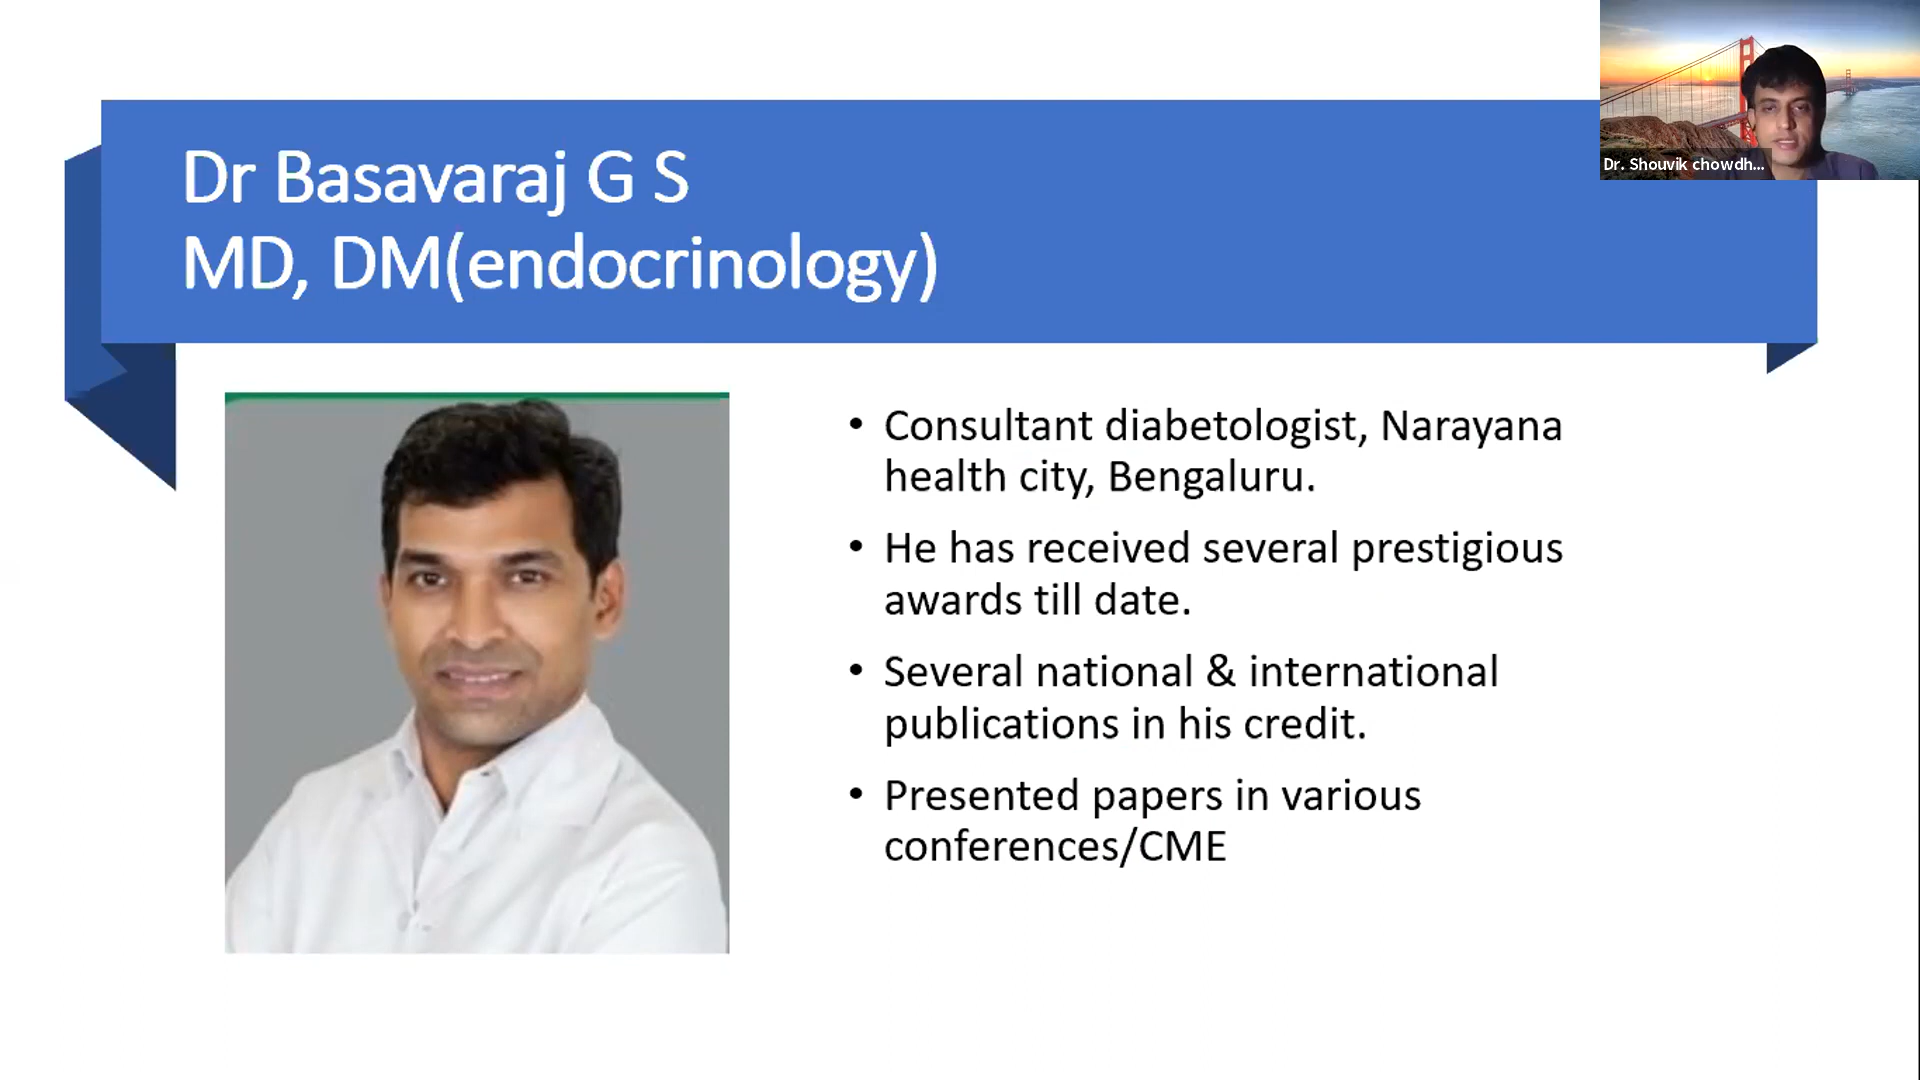 Dr Basavaraj G S
MD, DM(endocrinology)
Dr. Shouvik chowdh...
• Consultant diabetologist, Narayana
health city, Bengaluru.
• He has received several prestigious
awards till date.
• Several national & international
publications in his credit.
• Presented papers in various
conferences/CME